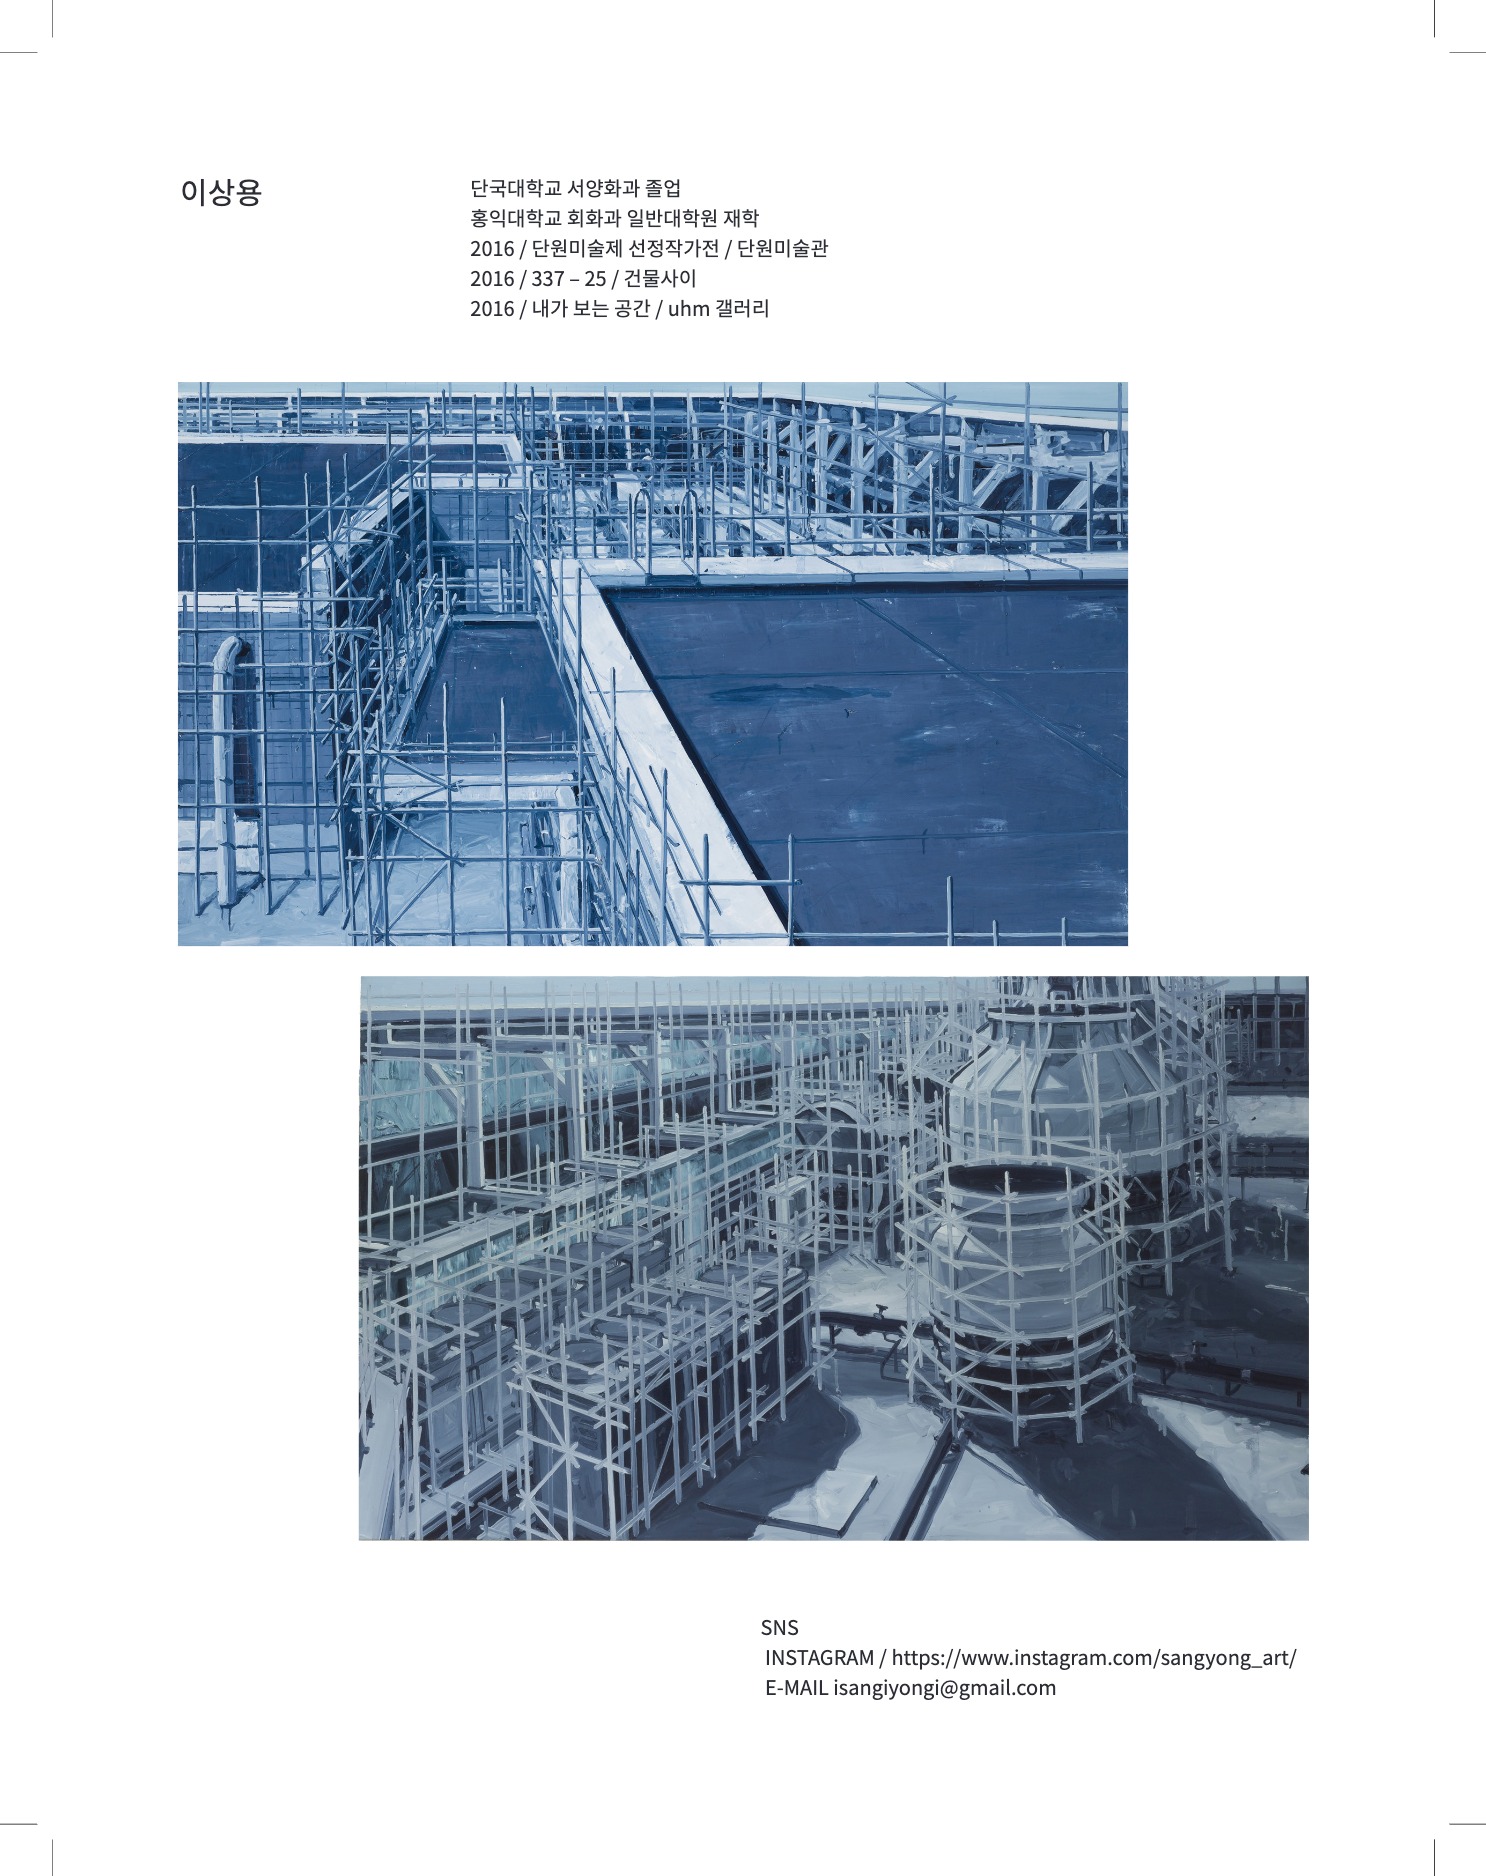 이상용
단국대학교 서양화과 졸업
홍익대학교 회화과 일반대학원 재학
2016 / 단원미술제 선정작가전 / 단원미술관
2016 / 337 – 25 / 건물사이
2016 / 내가 보는 공간 / uhm 갤러리
SNS
INSTAGRAM / https://www.instagram.com/sangyong_art/
E-MAIL isangiyongi@gmail.com